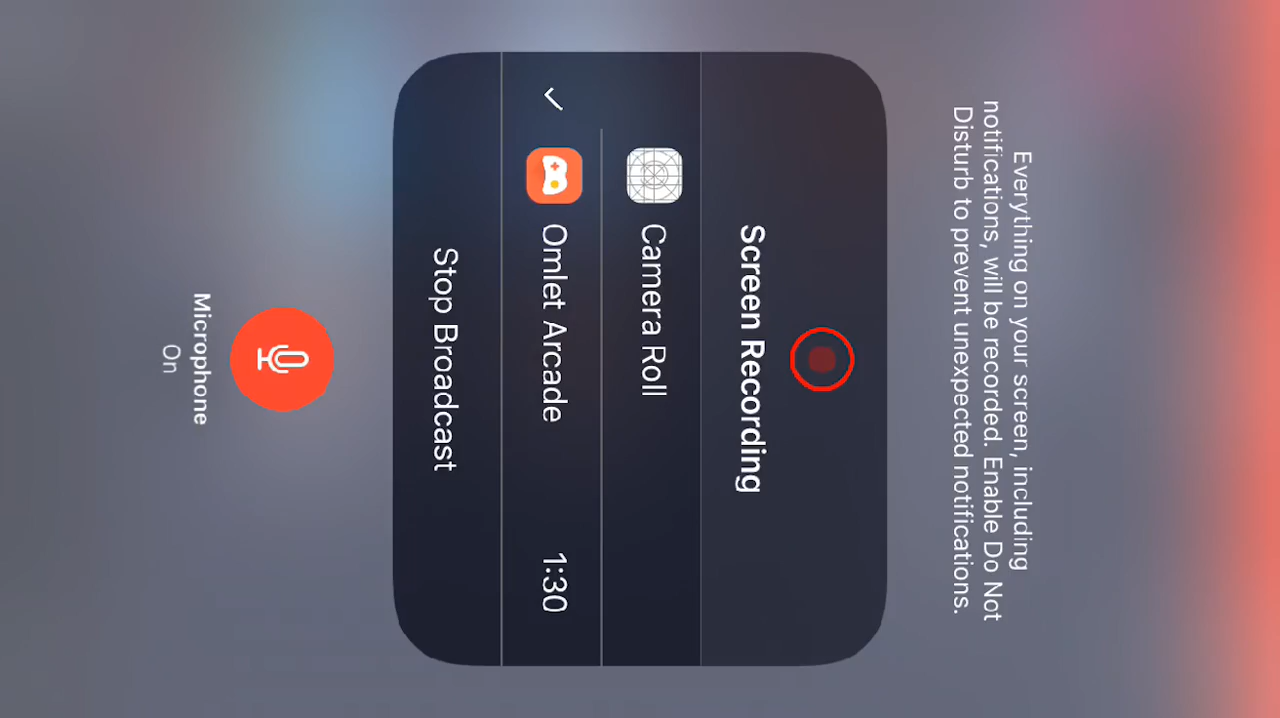 Everything on your screen, including
notifications, will be recorded. Enable Do Not
Disturb to prevent unexpected notifications.
Screen Recording
Camera Roll
Omlet Arcade 1:30
Stop Broadcast
Microphone
On